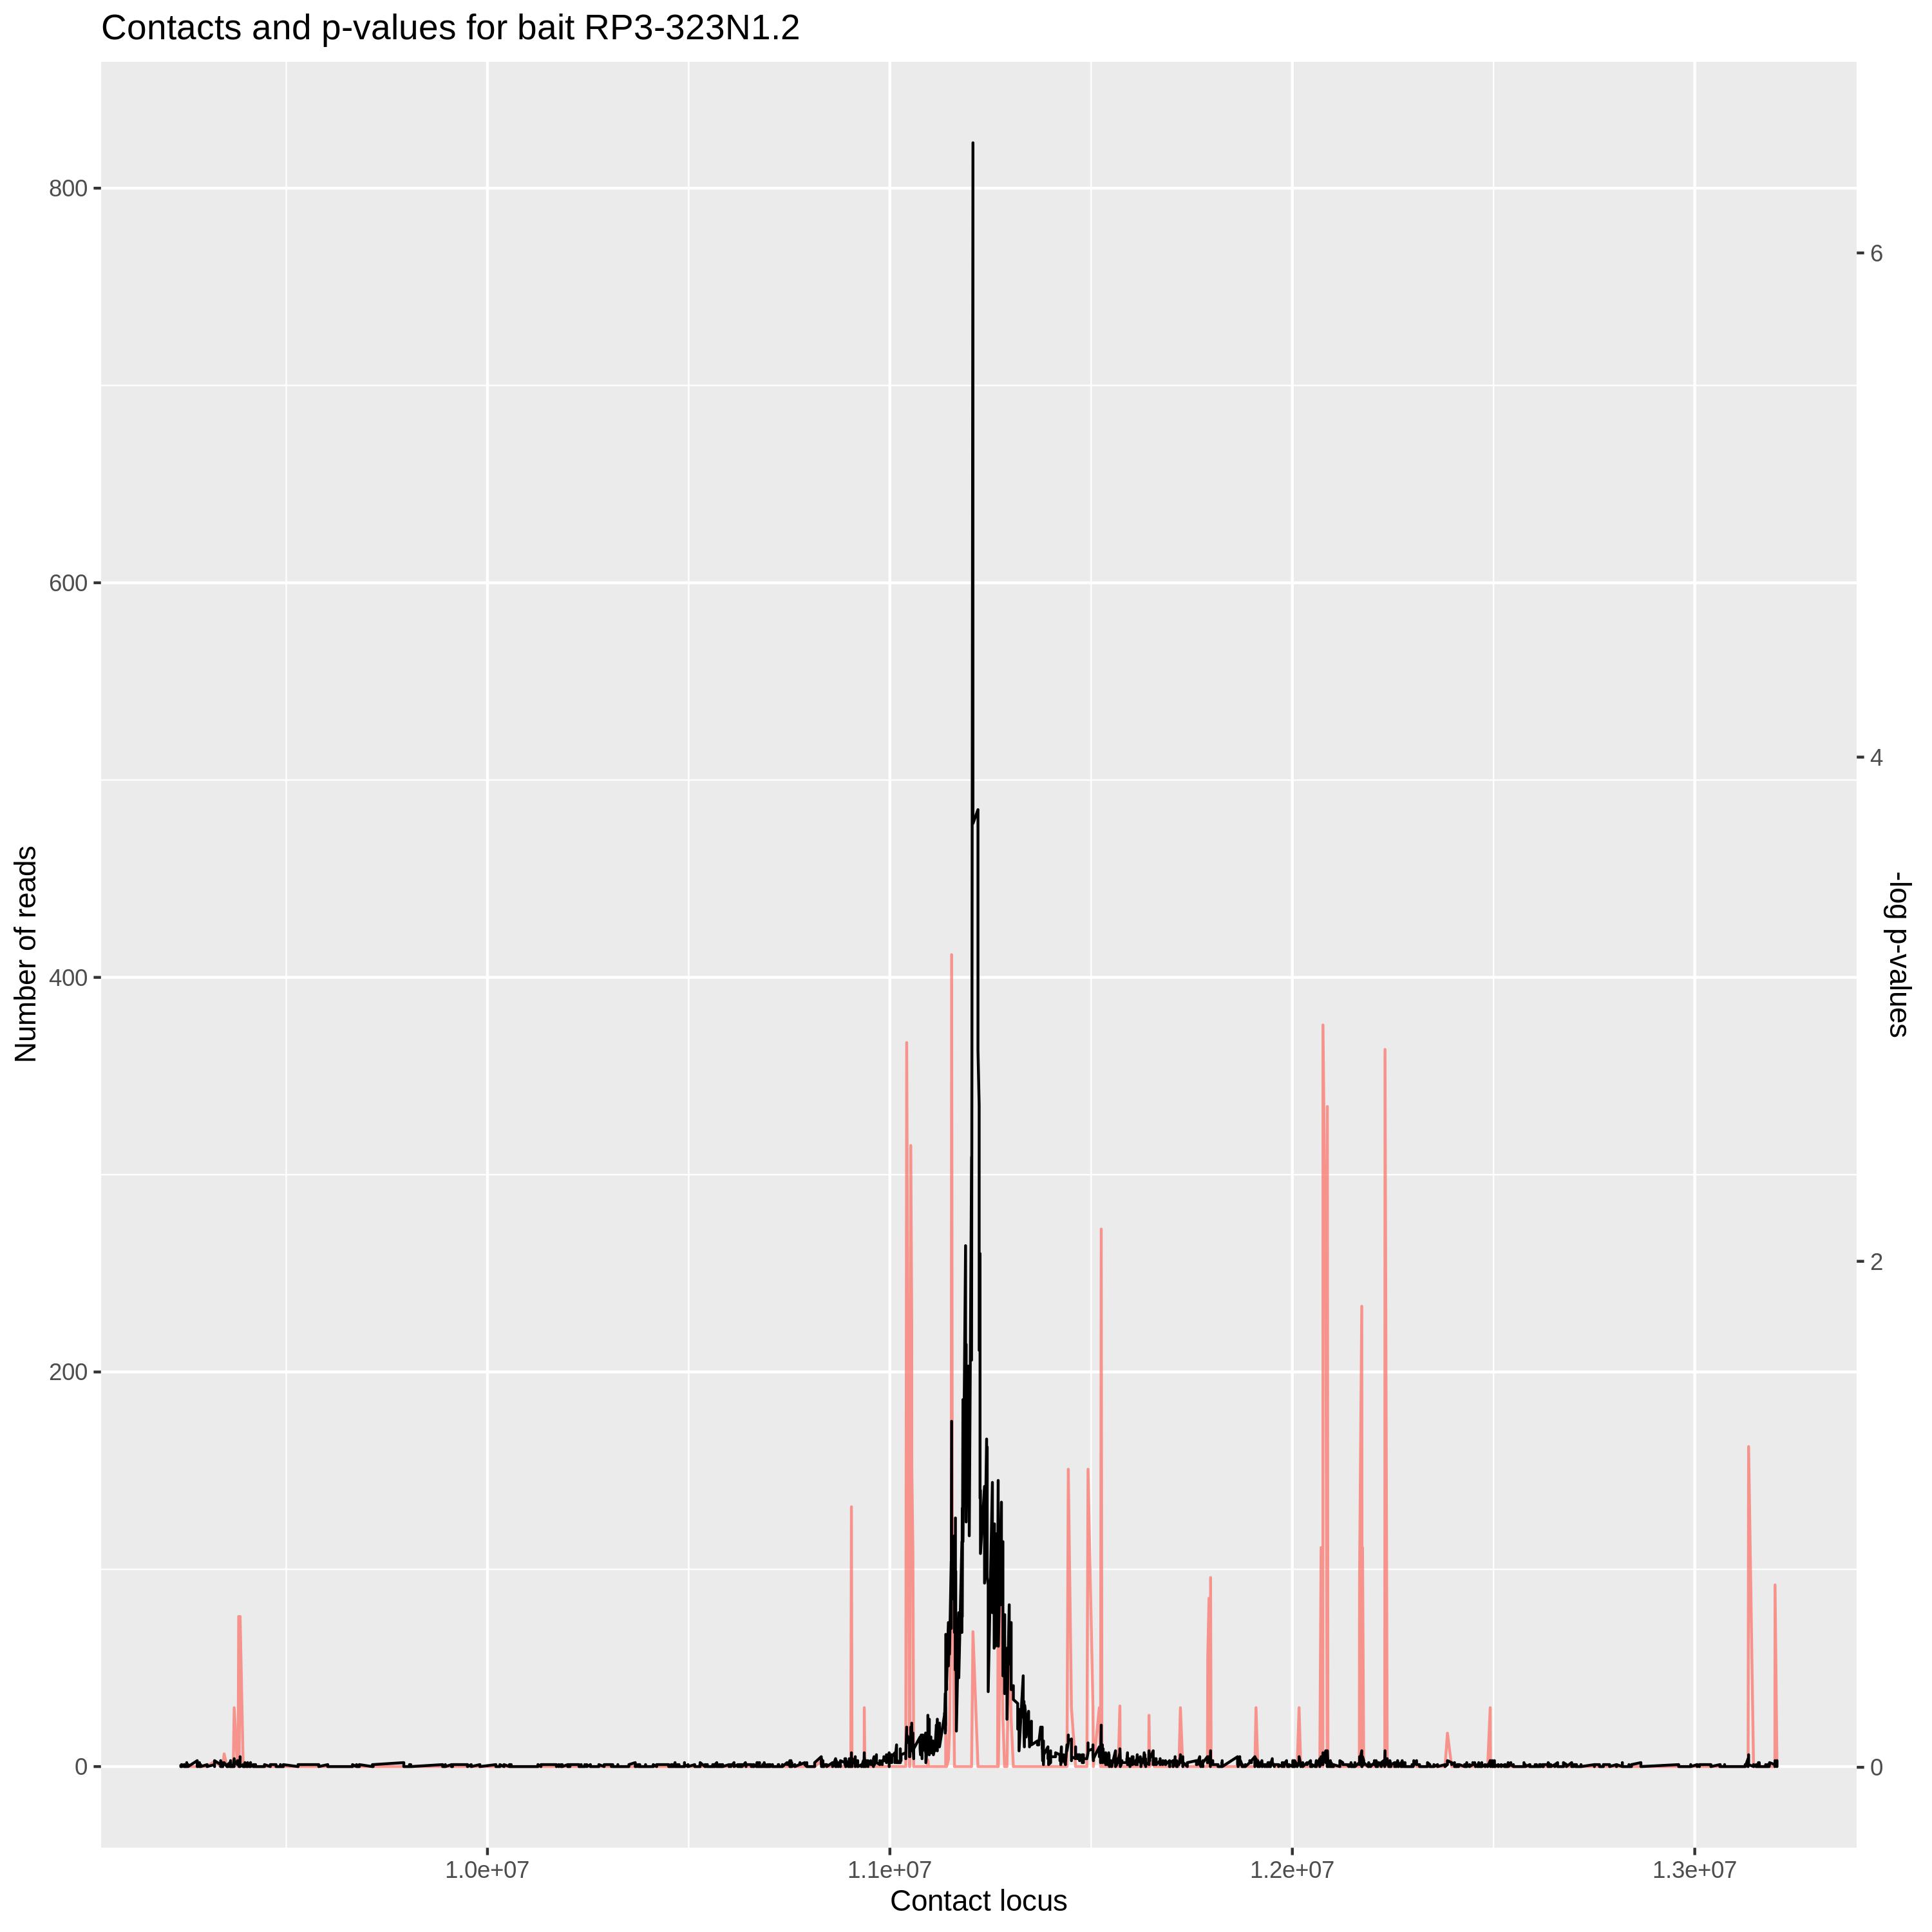 Contacts and p-values for bait RP3-323N1.2
800
600
400
200
0
Number of reads
6
4
2
0
-log p-values
1.0e+07
1.1e+07
1.2e+07
1.3e+07
Contact locus